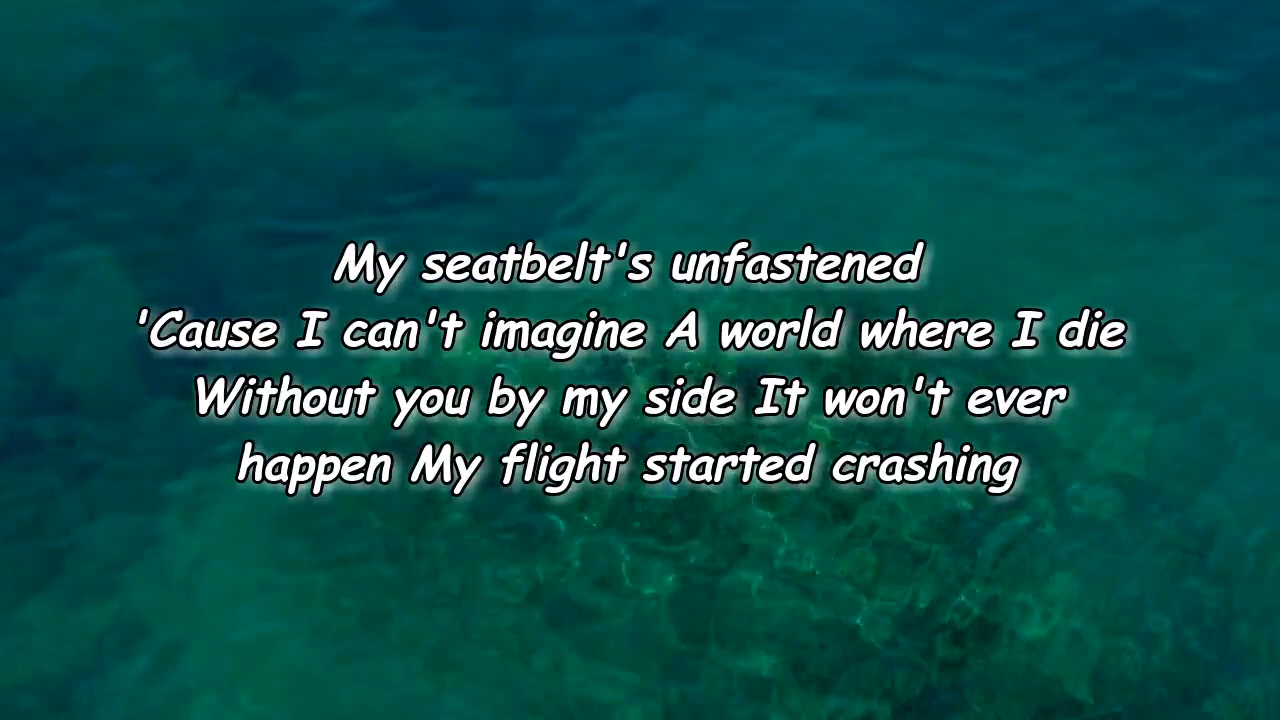 My seatbelt's unfastened
'Cause I can't imagine A world where I die
Without you by my side It won't ever
happen My flight started crashing